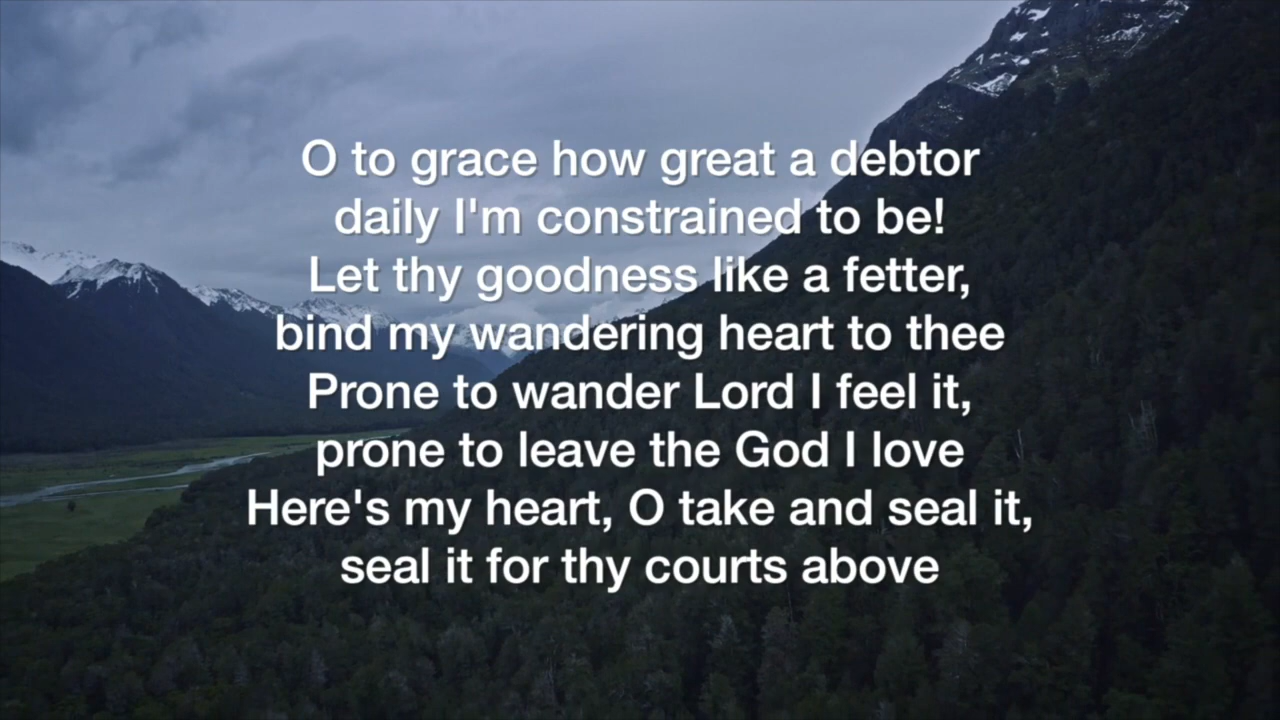 O to grace how great a debtor
daily I'm constrained to be!
Let thy goodness like a fetter,
bind my wandering heart to thee
Prone to wander Lord I feel it,
prone to leave the God I love
Here's my heart, O take and seal it,
seal it for thy courts above